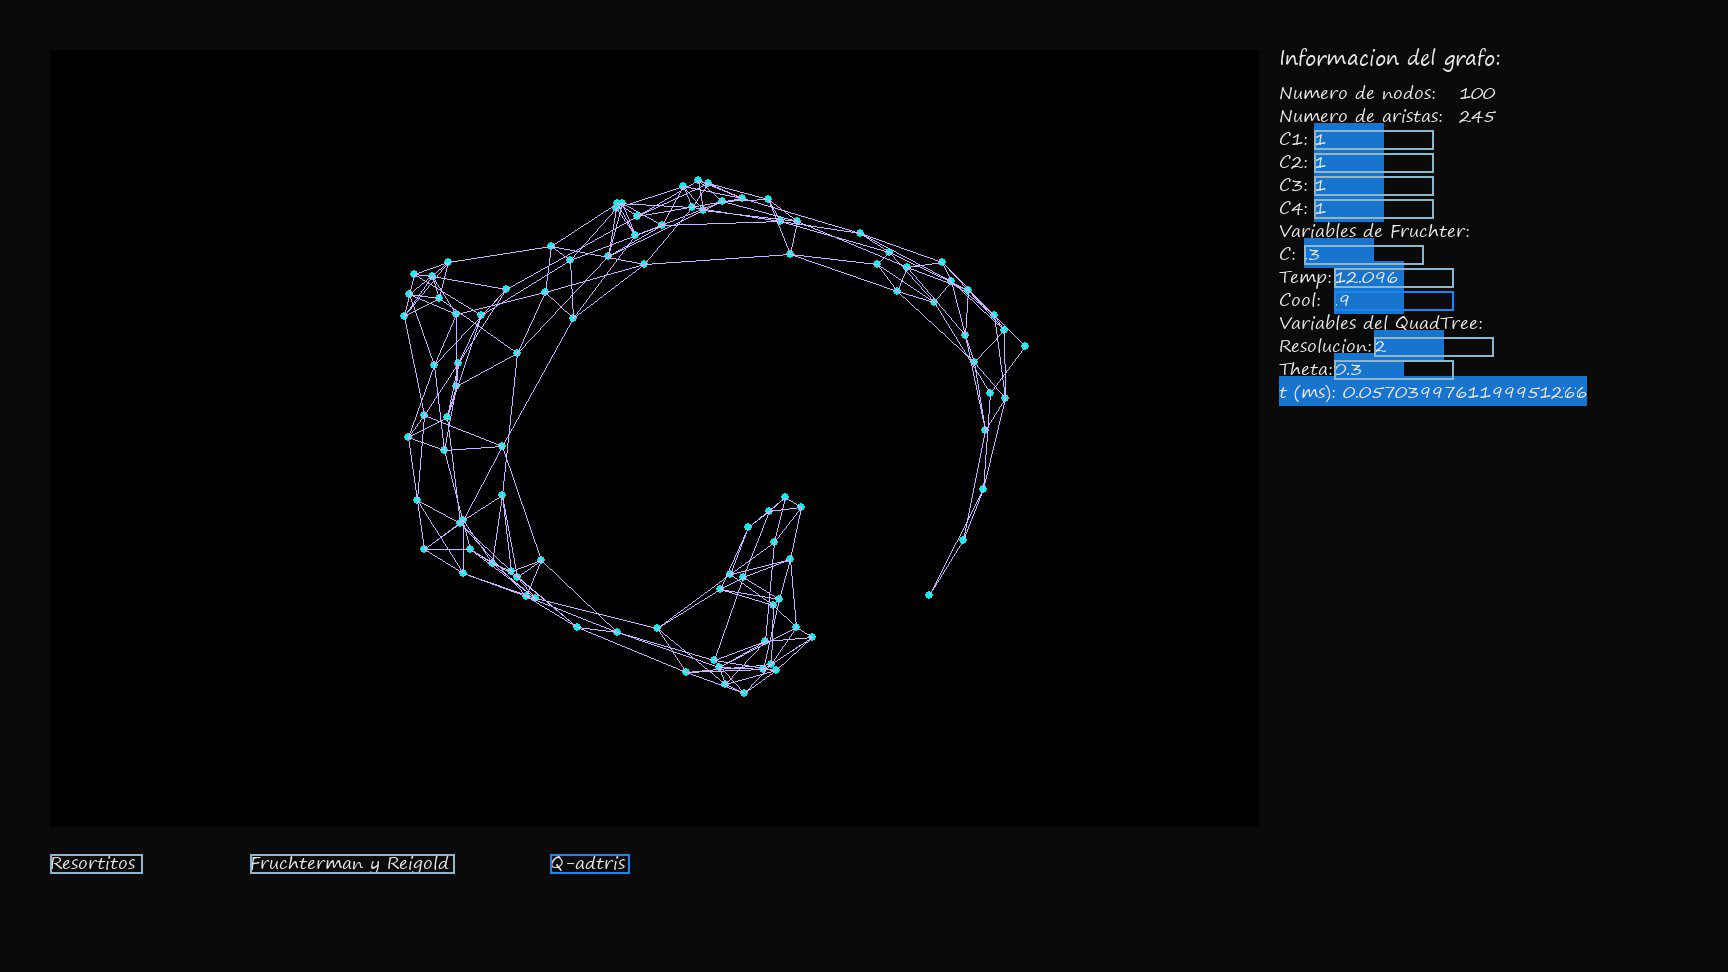 Informacion del grafo:
Numero de nodos: 100
Numero de aristas: 245
C1: 1
C2: 1
C3: 1
C4: 1
Variables de Fruchter:
C: .3
Temp: 12.096
Cool: .9
Variables del QuadTree:
Resolucion: 2
Theta: 0.3
t (ms): 0.05703997611999951266
Resortitos
Fruchterman y Reigold
Q-adtris